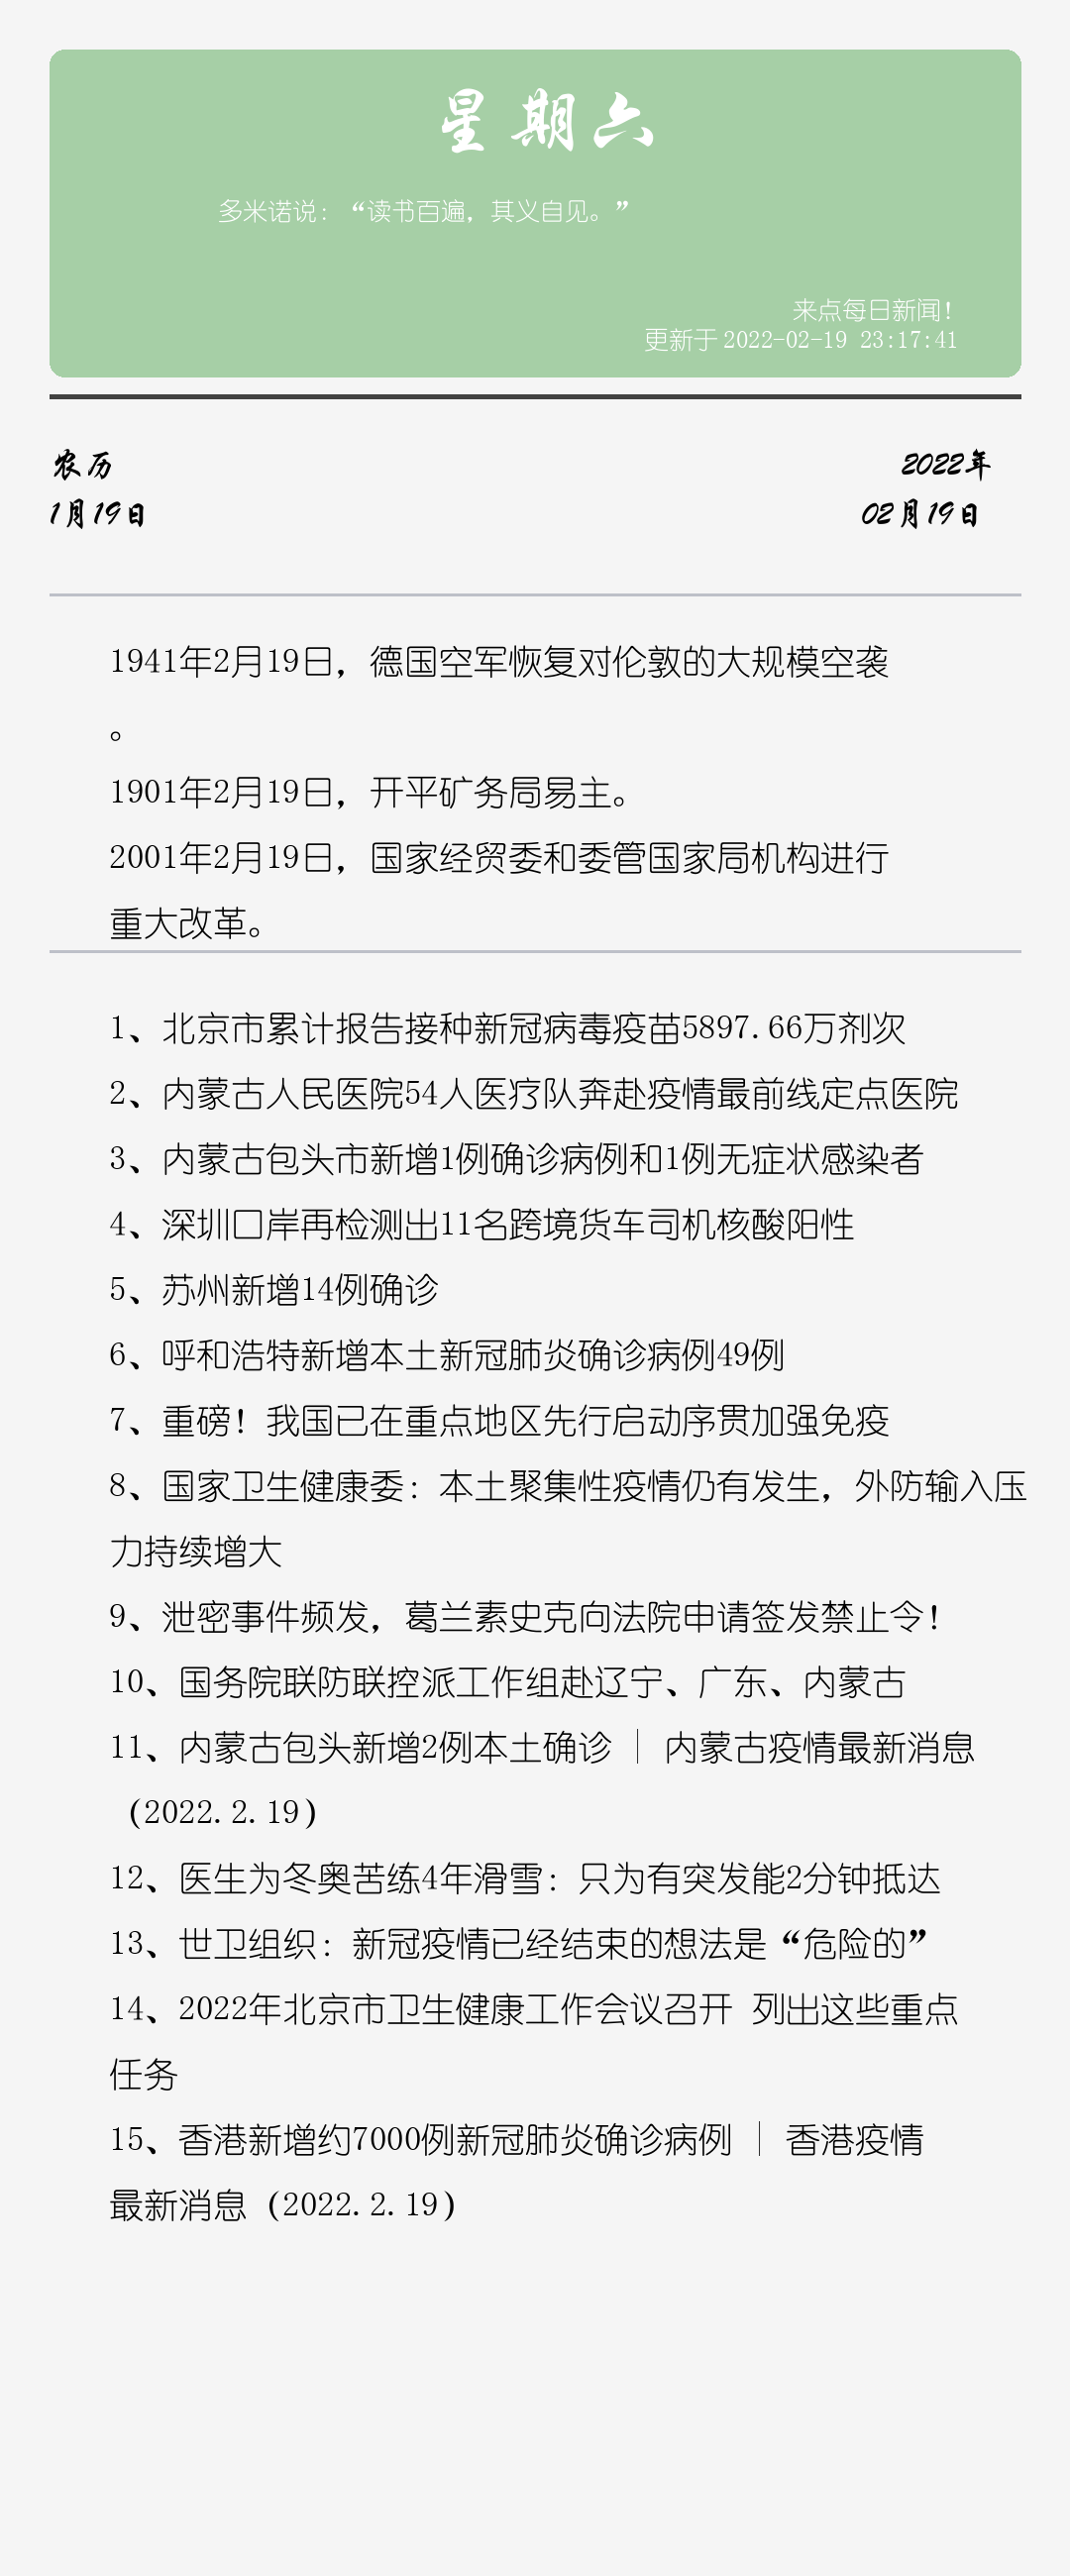 星期六
多米诺说：“读书百遍，其义自见。”
来点每日新闻！
更新于2022-02-19 23:17:41
农历
2022年
1月19日
02月19日
1941年2月19日，德国空军恢复对伦敦的大规模空袭
。
1901年2月19日，开平矿务局易主。
2001年2月19日，国家经贸委和委管国家局机构进行
重大改革。
1、北京市累计报告接种新冠病毒疫苗5897.66万剂次
2、内蒙古人民医院54人医疗队奔赴疫情最前线定点医院
3、内蒙古包头市新增1例确诊病例和1例无症状感染者
4、深圳口岸再检测出11名跨境货车司机核酸阳性
5、苏州新增14例确诊
6、呼和浩特新增本土新冠肺炎确诊病例49例
7、重磅！我国已在重点地区先行启动序贯加强免疫
8、国家卫生健康委：本土聚集性疫情仍有发生，外防输入压
力持续增大
9、泄密事件频发，葛兰素史克向法院申请签发禁止令！
10、国务院联防联控派工作组赴辽宁、广东、内蒙古
11、内蒙古包头新增2例本土确诊 | 内蒙古疫情最新消息
（2022.2.19）
12、医生为冬奥苦练4年滑雪：只为有突发能2分钟抵达
13、世卫组织：新冠疫情已经结束的想法是“危险的”
14、2022年北京市卫生健康工作会议召开 列出这些重点
任务
15、香港新增约7000例新冠肺炎确诊病例 | 香港疫情
最新消息（2022.2.19）